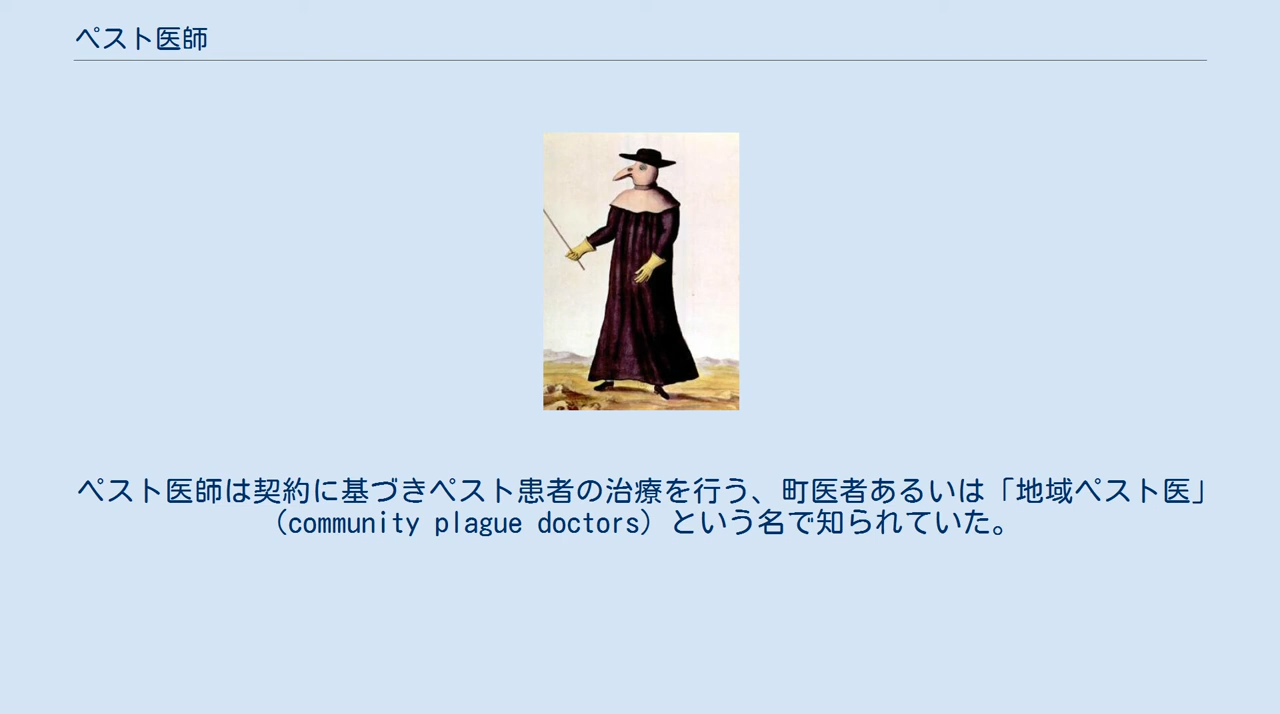 ペスト医師
ペスト医師は契約に基づきペスト患者の治療を行う、町医者あるいは「地域ペスト医」
（community plague doctors）という名で知られていた。